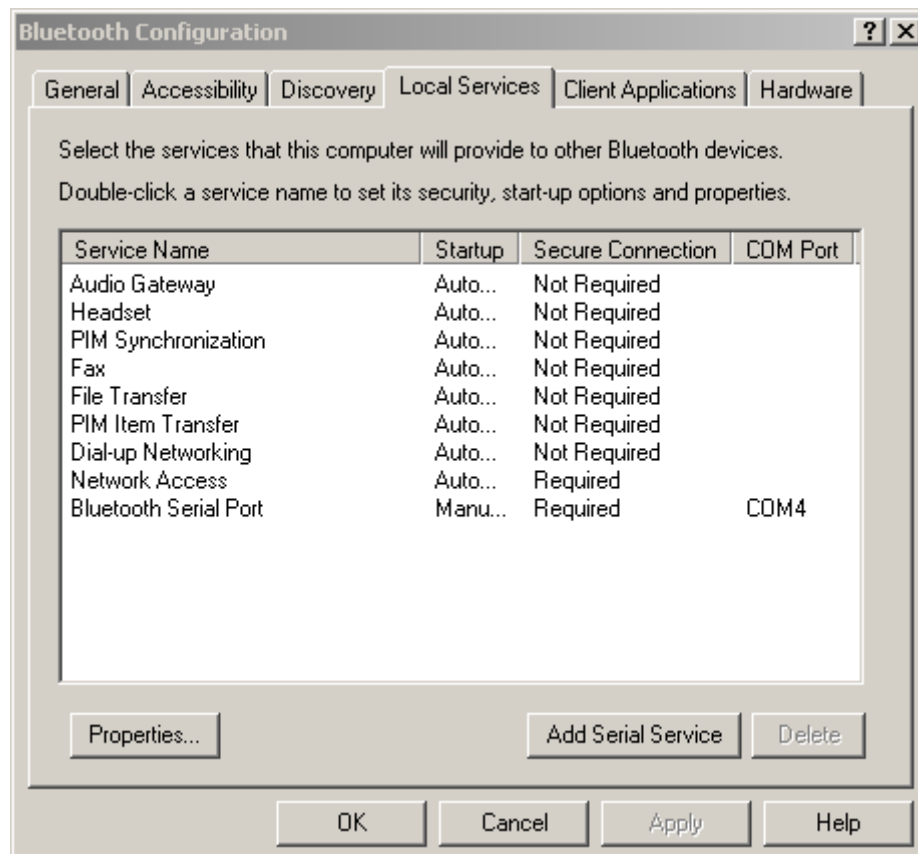 Bluetooth Configuration
General Accessibility Discovery Local Services Client Applications Hardware
Select the services that this computer will provide to other Bluetooth devices.
Double-click a service name to set its security, start-up options and properties.
Service Name Startup Secure Connection COM Port
Audio Gateway Auto... Not Required
Headset Auto... Not Required
PIM Synchronization Auto... Not Required
Fax Auto... Not Required
File Transfer Auto... Not Required
PIM Item Transfer Auto... Not Required
Dial-up Networking Auto... Not Required
Network Access Auto... Required
Bluetooth Serial Port Manu... Required COM4
Properties... Add Serial Service Delete
OK Cancel Apply Help